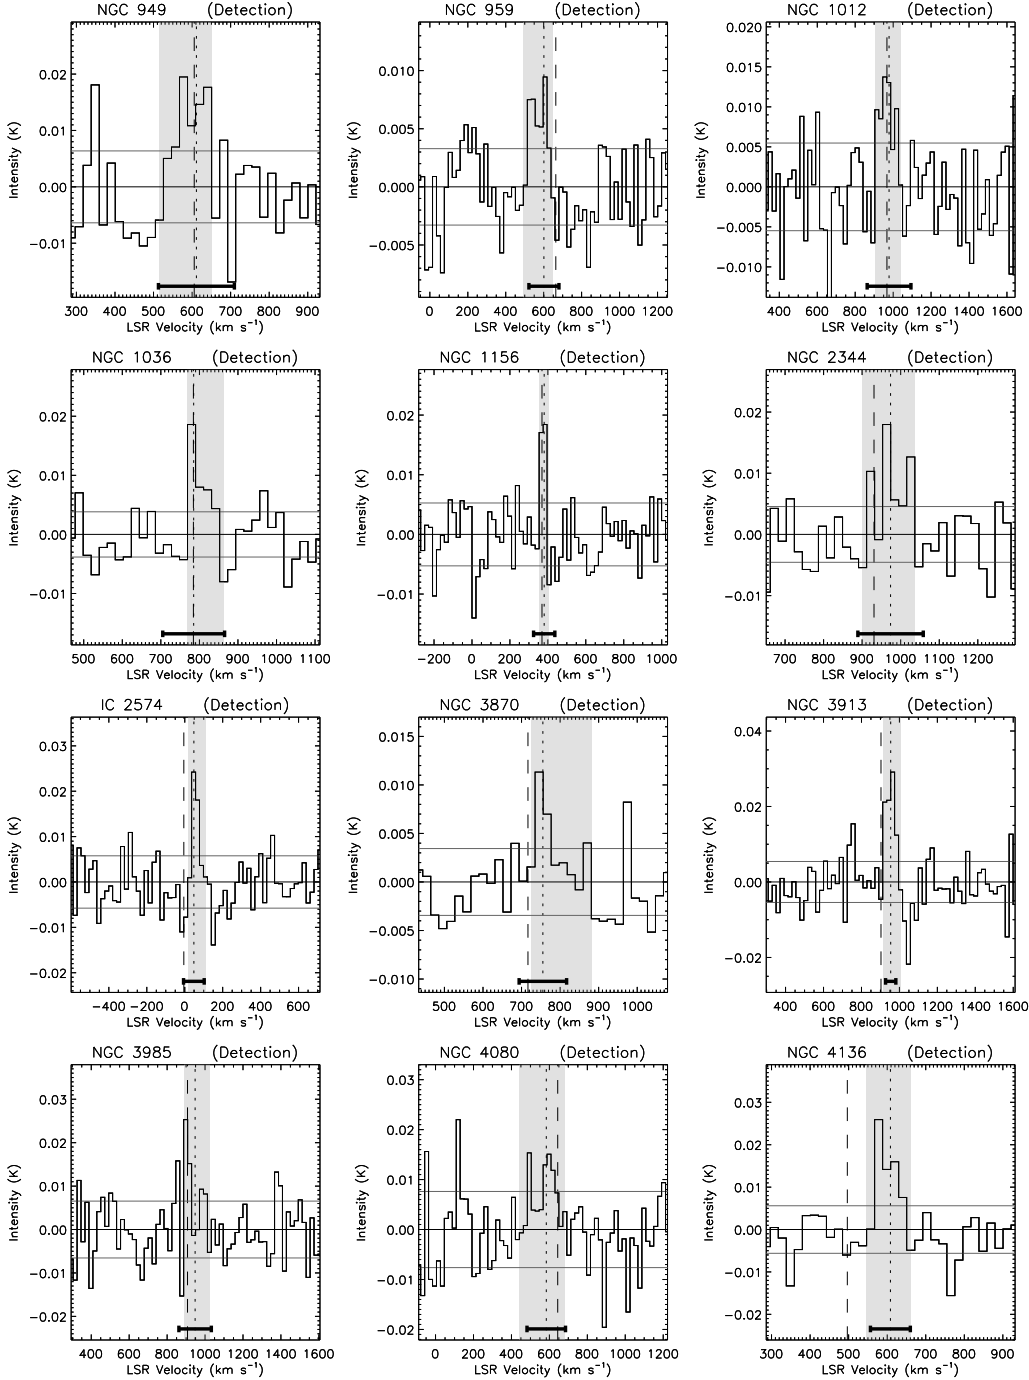 NGC 949 (Detection)
NGC 959 (Detection)
NGC 1012 (Detection)
0.02
0.01
0.00
−0.01
Intensity (K)
300 400 500 600 700 800 900
LSR Velocity (km s⁻¹)
0.010
0.005
0.000
−0.005
Intensity (K)
0 200 400 600 800 1000 1200
LSR Velocity (km s⁻¹)
0.020
0.015
0.010
0.005
0.000
−0.005
−0.010
Intensity (K)
400 600 800 1000 1200 1400 1600
LSR Velocity (km s⁻¹)
NGC 1036 (Detection)
NGC 1156 (Detection)
NGC 2344 (Detection)
0.02
0.01
0.00
−0.01
Intensity (K)
500 600 700 800 900 1000 1100
LSR Velocity (km s⁻¹)
0.02
0.01
0.00
−0.01
Intensity (K)
−200 0 200 400 600 800 1000
LSR Velocity (km s⁻¹)
0.02
0.01
0.00
−0.01
Intensity (K)
700 800 900 1000 1100 1200
LSR Velocity (km s⁻¹)
IC 2574 (Detection)
NGC 3870 (Detection)
NGC 3913 (Detection)
0.03
0.02
0.01
0.00
−0.01
−0.02
Intensity (K)
−400 −200 0 200 400 600
LSR Velocity (km s⁻¹)
0.015
0.010
0.005
0.000
−0.005
−0.010
Intensity (K)
500 600 700 800 900 1000
LSR Velocity (km s⁻¹)
0.04
0.02
0.00
−0.02
Intensity (K)
400 600 800 1000 1200 1400 1600
LSR Velocity (km s⁻¹)
NGC 3985 (Detection)
NGC 4080 (Detection)
NGC 4136 (Detection)
0.03
0.02
0.01
0.00
−0.01
−0.02
Intensity (K)
400 600 800 1000 1200 1400 1600
LSR Velocity (km s⁻¹)
0.03
0.02
0.01
0.00
−0.01
−0.02
Intensity (K)
0 200 400 600 800 1000 1200
LSR Velocity (km s⁻¹)
0.03
0.02
0.01
0.00
−0.01
−0.02
Intensity (K)
300 400 500 600 700 800 900
LSR Velocity (km s⁻¹)